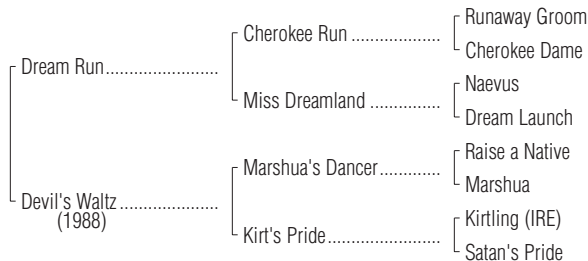 Runaway Groom
Cherokee Run ....................
Cherokee Dame
Dream Run.........................
Naevus
Miss Dreamland ................
Dream Launch
Raise a Native
Marshua's Dancer..............
Marshua
Devil's Waltz ......................
(1988)
Kirtling (IRE)
Kirt's Pride.........................
Satan's Pride